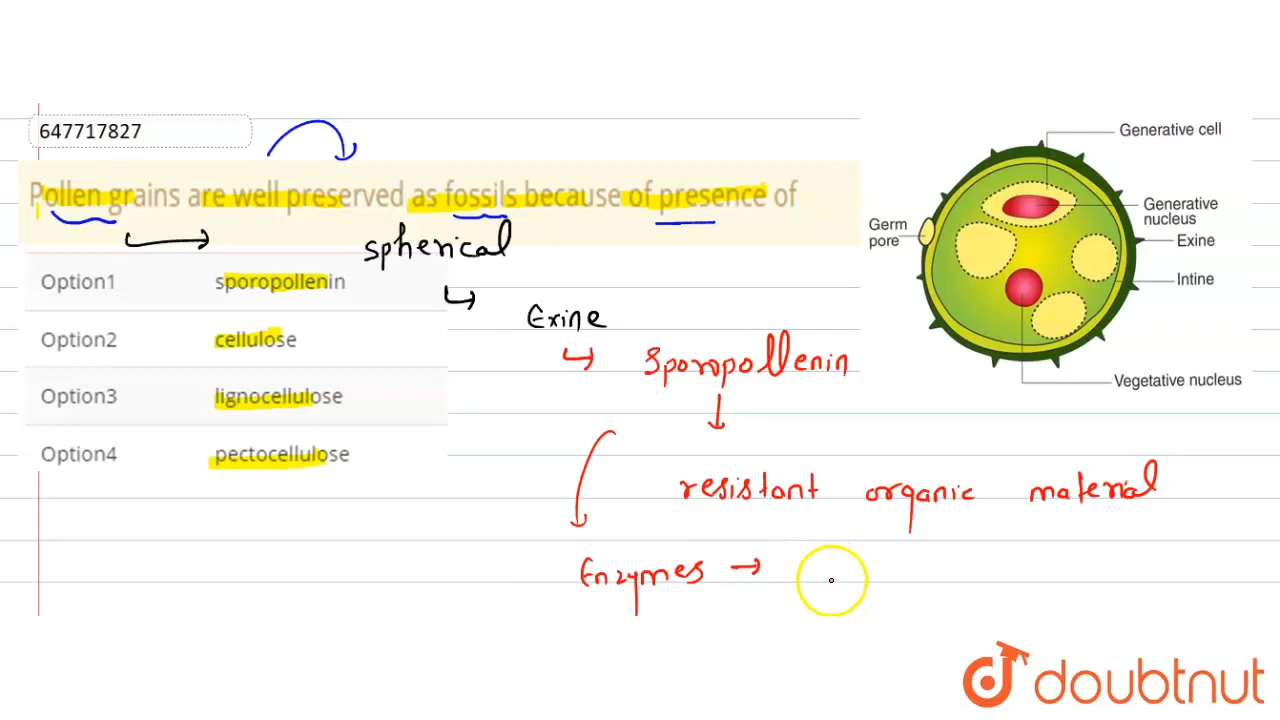 647717827
Pollen grains are well preserved as fossils because of presence of
spherical
Option1 sporopollenin
Option2 cellulose
Option3 lignocellulose
Option4 pectocellulose
Exine
Sporopollenin
resistant organic material
Enzymes →
Generative cell
Generative
nucleus
Germ
pore
Exine
Intine
Vegetative nucleus
doubtnut